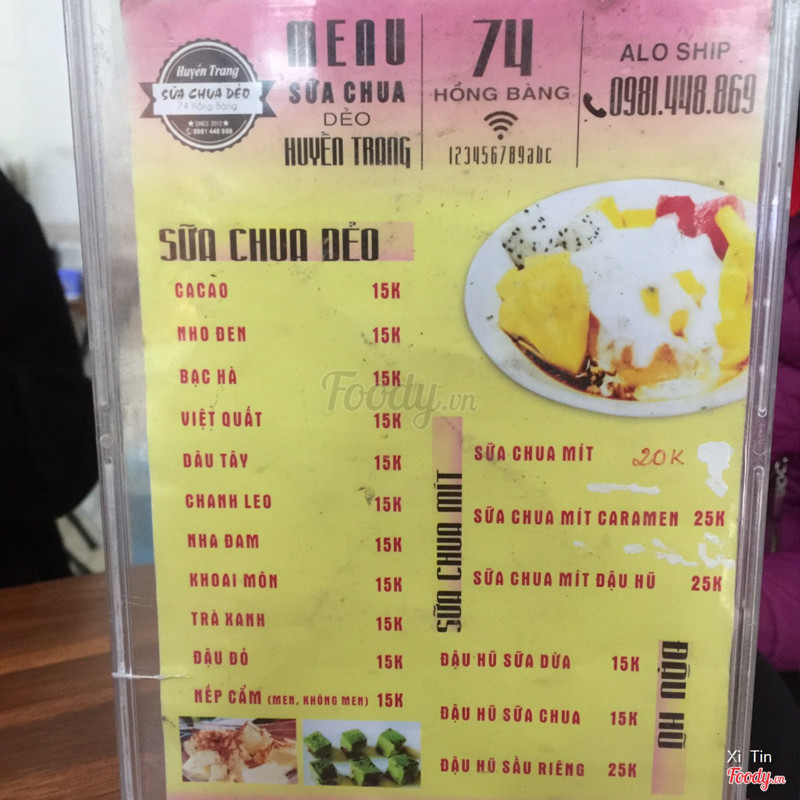 Huyền Trang
SỮA CHUA DẺO
74 Hồng Bàng
★ SINCE 2012 ★
0981 448 869
MENU
SỮA CHUA
DẺO
HUYỀN TRANG
74
HỒNG BÀNG
123456789abc
ALO SHIP
0981.448.869
SỮA CHUA DẺO
CACAO 15K
NHO ĐEN 15K
BẠC HÀ 15K
VIỆT QUẤT 15K
DÂU TÂY 15K
CHANH LEO 15K
NHA ĐAM 15K
KHOAI MÔN 15K
TRÀ XANH 15K
ĐẬU ĐỎ 15K
NẾP CẨM (MEN, KHÔNG MEN) 15K
SỮA CHUA MÍT
SỮA CHUA MÍT 20K
SỮA CHUA MÍT CARAMEN 25K
SỮA CHUA MÍT ĐẬU HŨ 25K
ĐẬU HŨ
ĐẬU HŨ SỮA DỪA 15K
ĐẬU HŨ SỮA CHUA 15K
ĐẬU HŨ SẦU RIÊNG 25K
Foody.vn
Xì Tin
Foody.vn